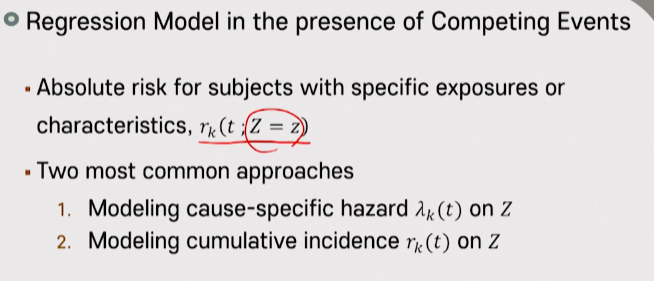 Regression Model in the presence of Competing Events
Absolute risk for subjects with specific exposures or
characteristics, r_k(t ; Z = z)
Two most common approaches
1. Modeling cause-specific hazard λ_k(t) on Z
2. Modeling cumulative incidence r_k(t) on Z